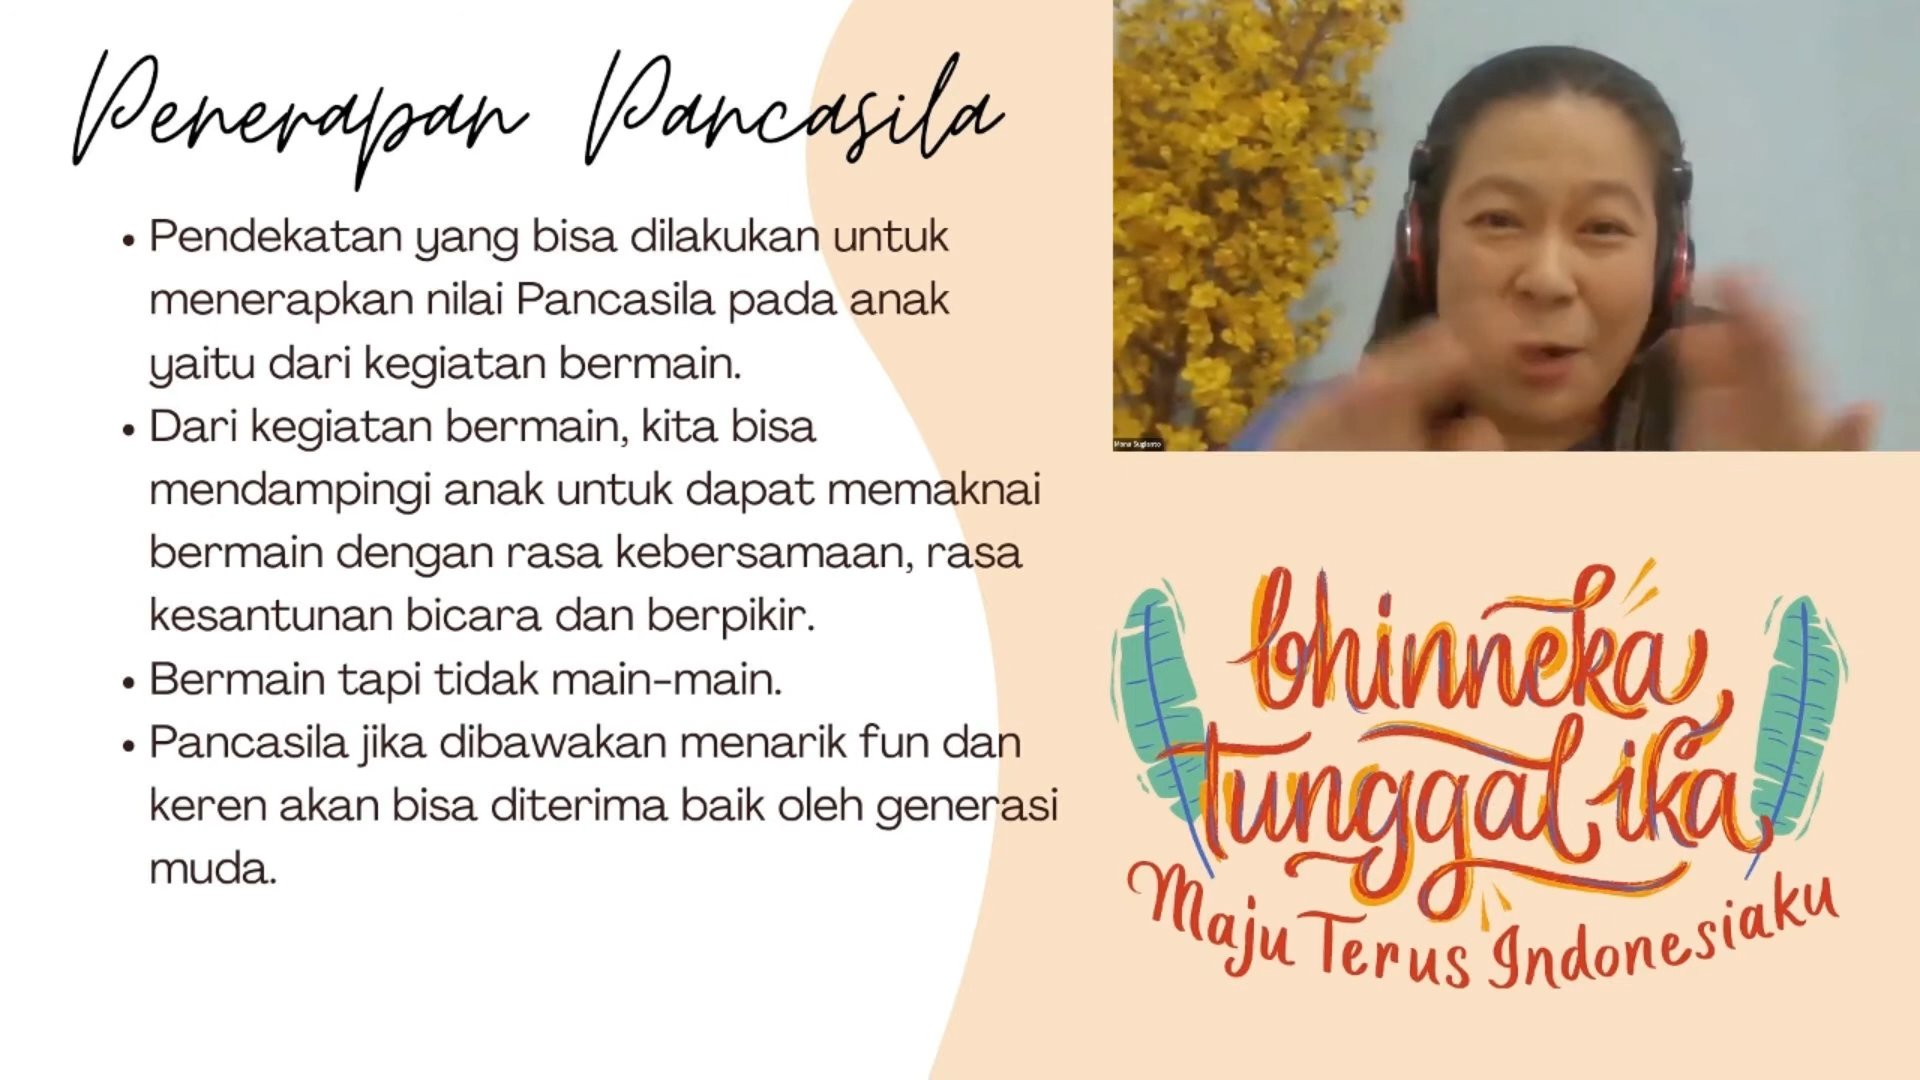 Penerapan Pancasila
• Pendekatan yang bisa dilakukan untuk
menerapkan nilai Pancasila pada anak
yaitu dari kegiatan bermain.
• Dari kegiatan bermain, kita bisa
mendampingi anak untuk dapat memaknai
bermain dengan rasa kebersamaan, rasa
kesantunan bicara dan berpikir.
• Bermain tapi tidak main-main.
• Pancasila jika dibawakan menarik fun dan
keren akan bisa diterima baik oleh generasi
muda.
Mona Sugianto
bhinneka
tunggal ika
Maju Terus Indonesiaku